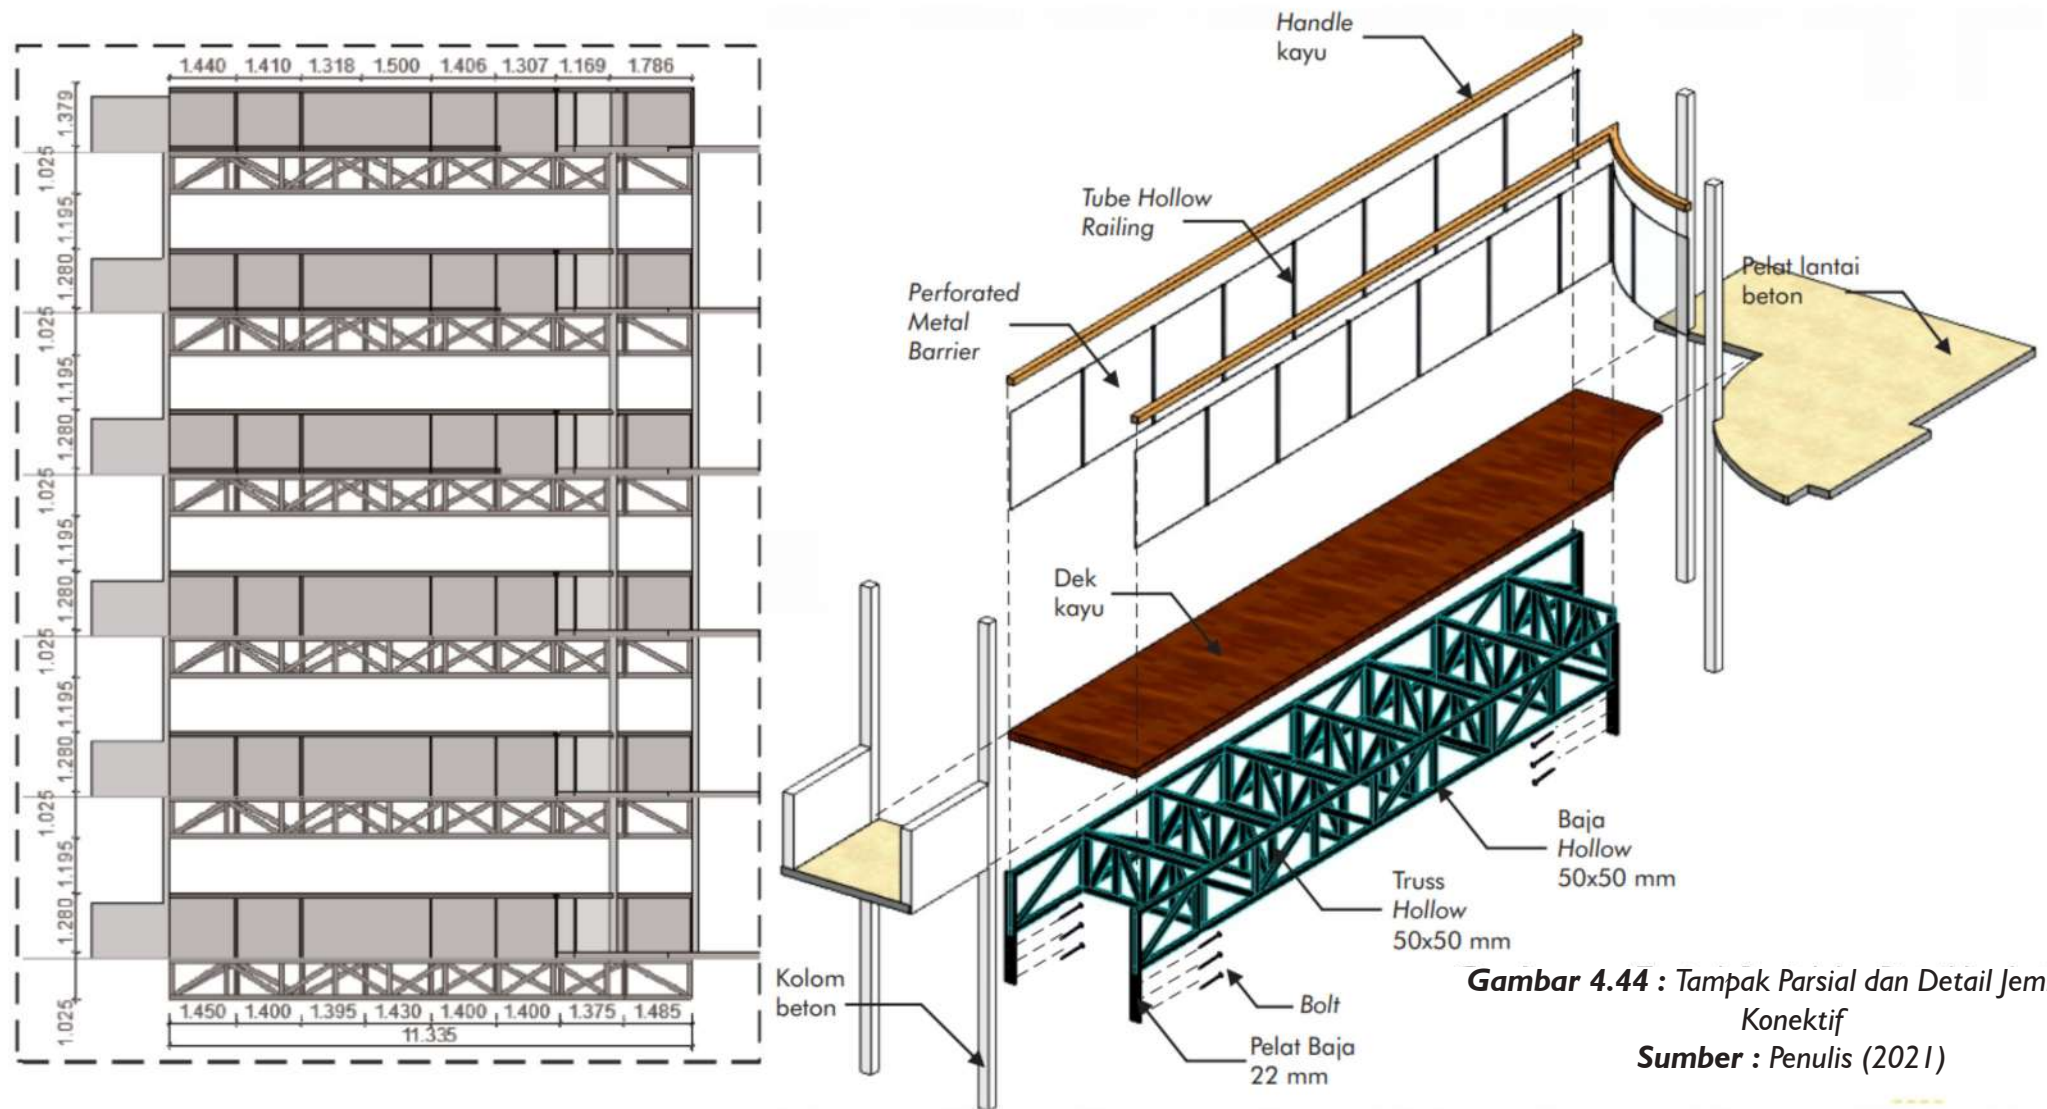 1.440 1.410 1.318 1.500 1.406 1.307 1.169 1.786
1.379
1.025
1.195
1.280
1.025
1.195
1.280
1.025
1.195
1.280
1.025
1.195
1.280
1.025
1.195
1.280
1.025
1.450 1.400 1.395 1.430 1.400 1.400 1.375 1.485
11.335
Handle
kayu
Tube Hollow
Railing
Perforated
Metal
Barrier
Pelat lantai
beton
Dek
kayu
Baja
Hollow
50x50 mm
Truss
Hollow
50x50 mm
Kolom
beton
Bolt
Pelat Baja
22 mm
Gambar 4.44 : Tampak Parsial dan Detail Jem
Konektif
Sumber : Penulis (2021)